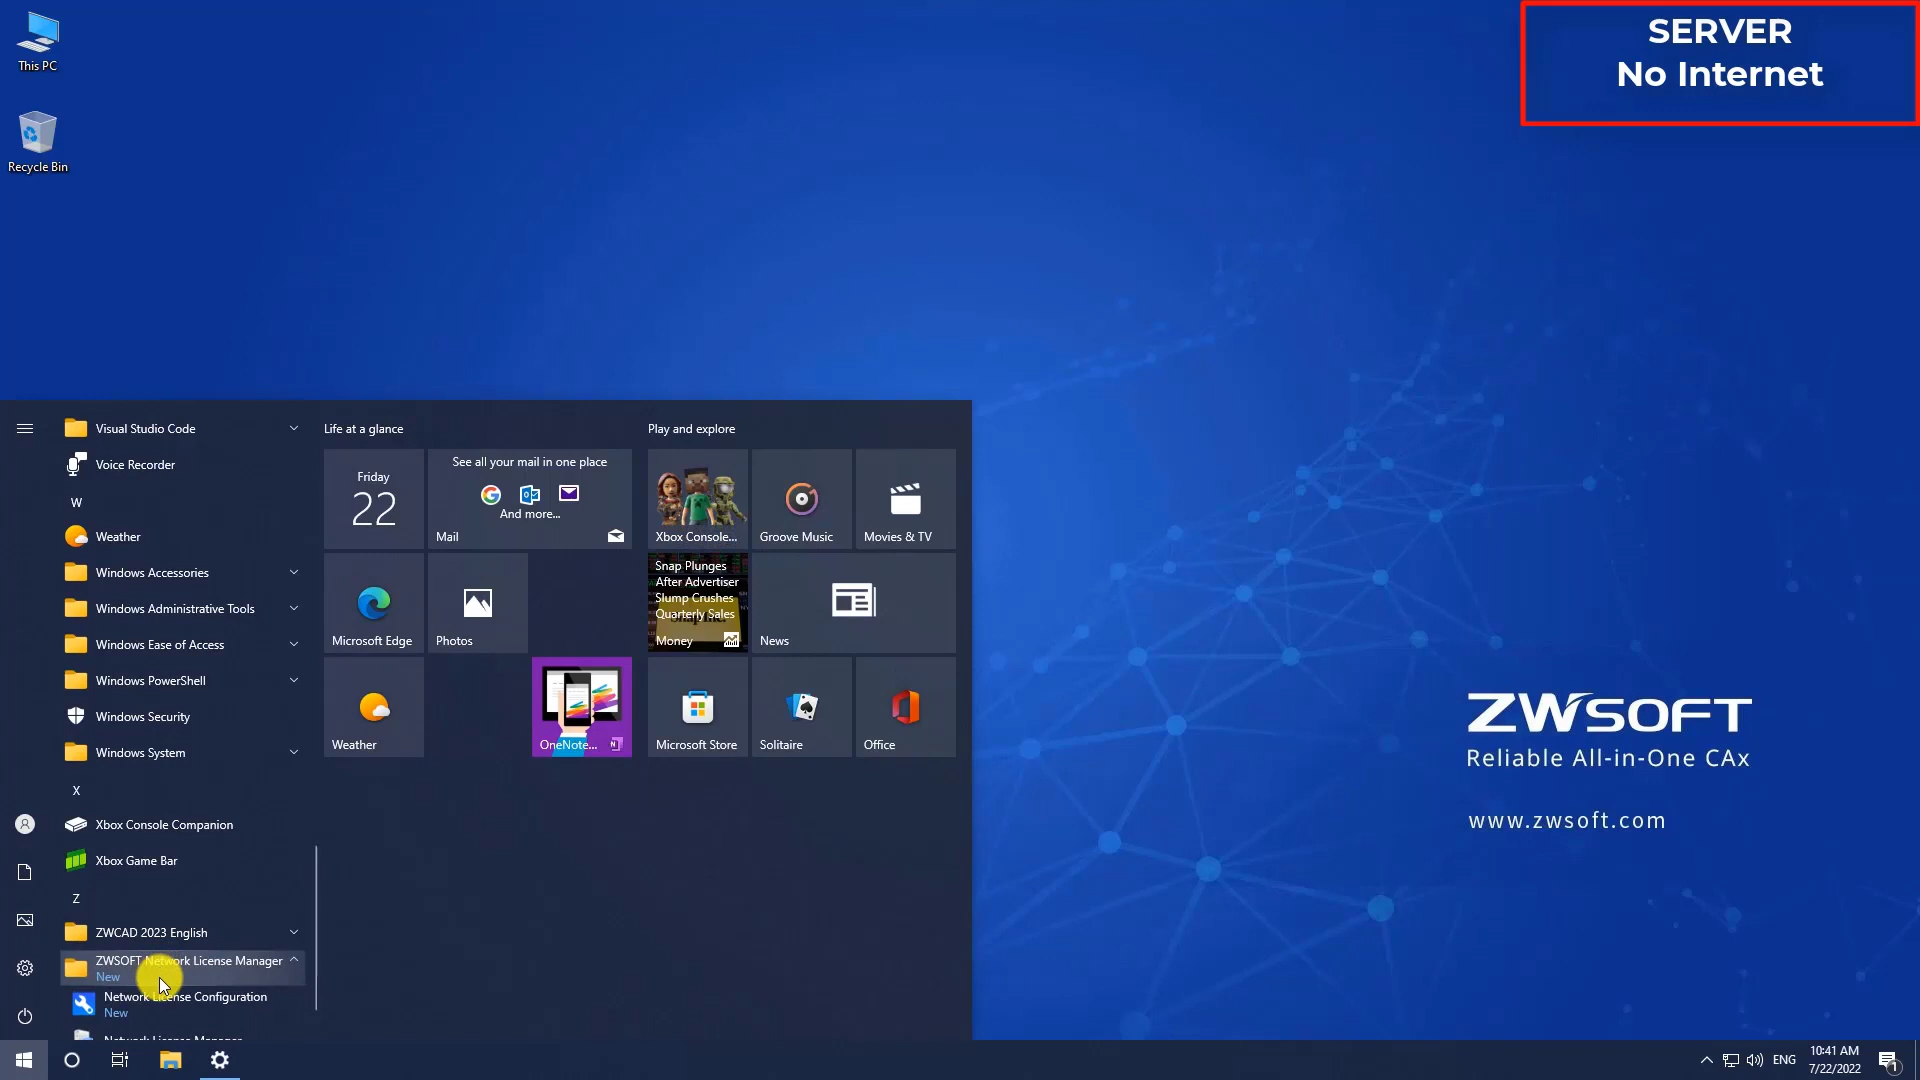 This PC
Recycle Bin
SERVER
No Internet
Visual Studio Code
Voice Recorder
W
Weather
Windows Accessories
Windows Administrative Tools
Windows Ease of Access
Windows PowerShell
Windows Security
Windows System
X
Xbox Console Companion
Xbox Game Bar
Z
ZWCAD 2023 English
ZWSOFT Network License Manager
New
Network License Configuration
New
Network License Manager
Life at a glance
Friday
22
See all your mail in one place
And more...
Mail
Microsoft Edge
Photos
Weather
OneNote...
Play and explore
Xbox Console...
Groove Music
Movies & TV
Snap Plunges
After Advertiser
Slump Crushes
Quarterly Sales
Money
News
Microsoft Store
Solitaire
Office
ZWSOFT
Reliable All-in-One CAx
www.zwsoft.com
ENG
10:41 AM
7/22/2022
1